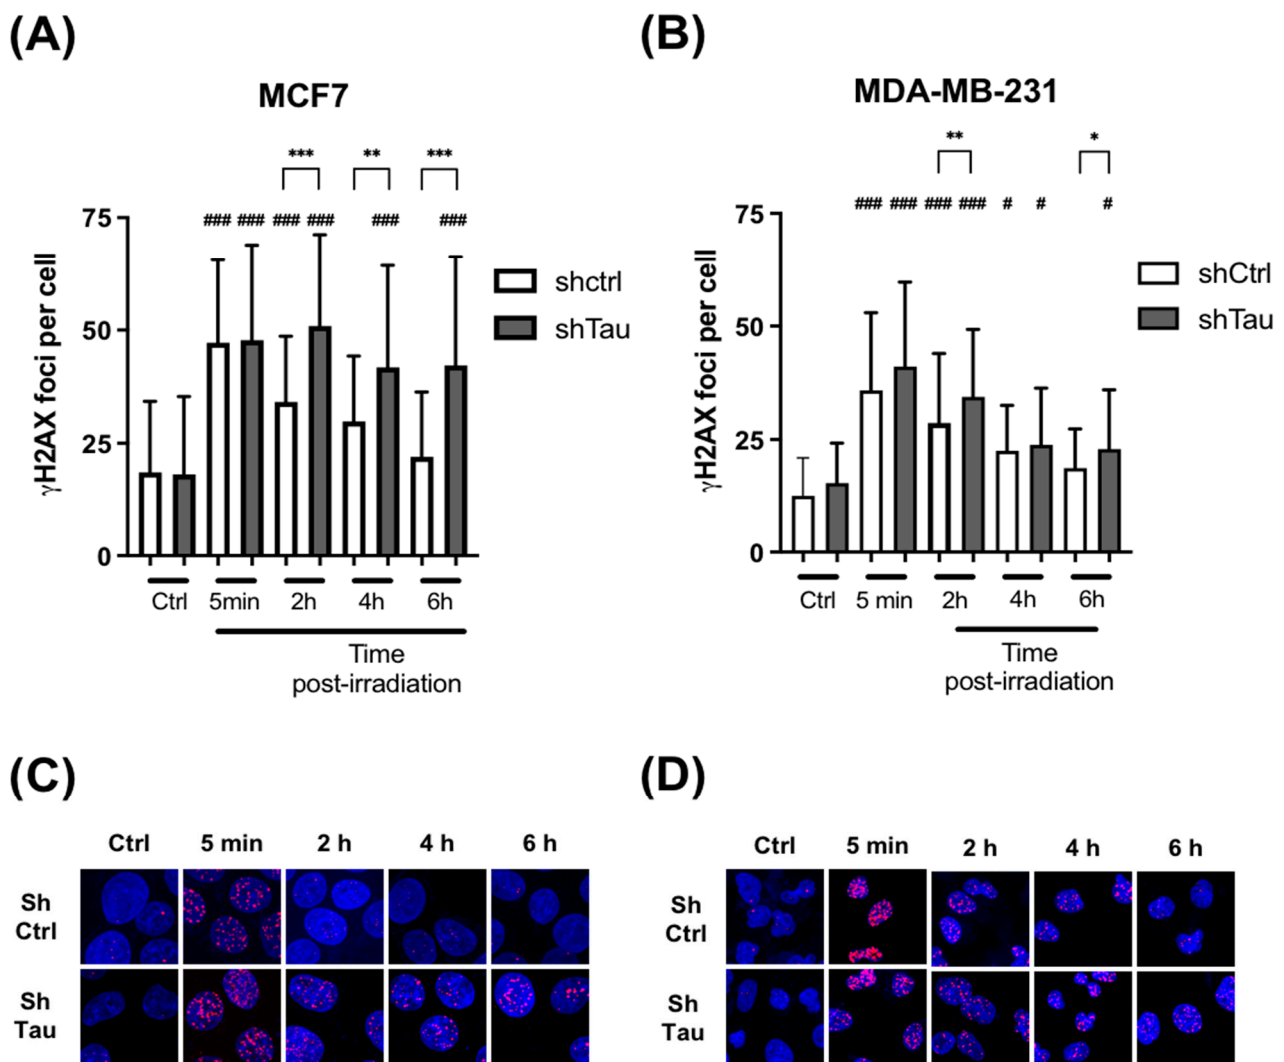 (A)
MCF7
*** ** ***
### ### ### ### ### ###
75
50
25
0
γH2AX foci per cell
shctrl
shTau
Ctrl 5min 2h 4h 6h
Time
post-irradiation
(B)
MDA-MB-231
** *
### ### ### ### # # #
75
50
25
0
γH2AX foci per cell
shCtrl
shTau
Ctrl 5 min 2h 4h 6h
Time
post-irradiation
(C)
Ctrl 5 min 2 h 4 h 6 h
Sh
Ctrl
Sh
Tau
(D)
Ctrl 5 min 2 h 4 h 6 h
Sh
Ctrl
Sh
Tau